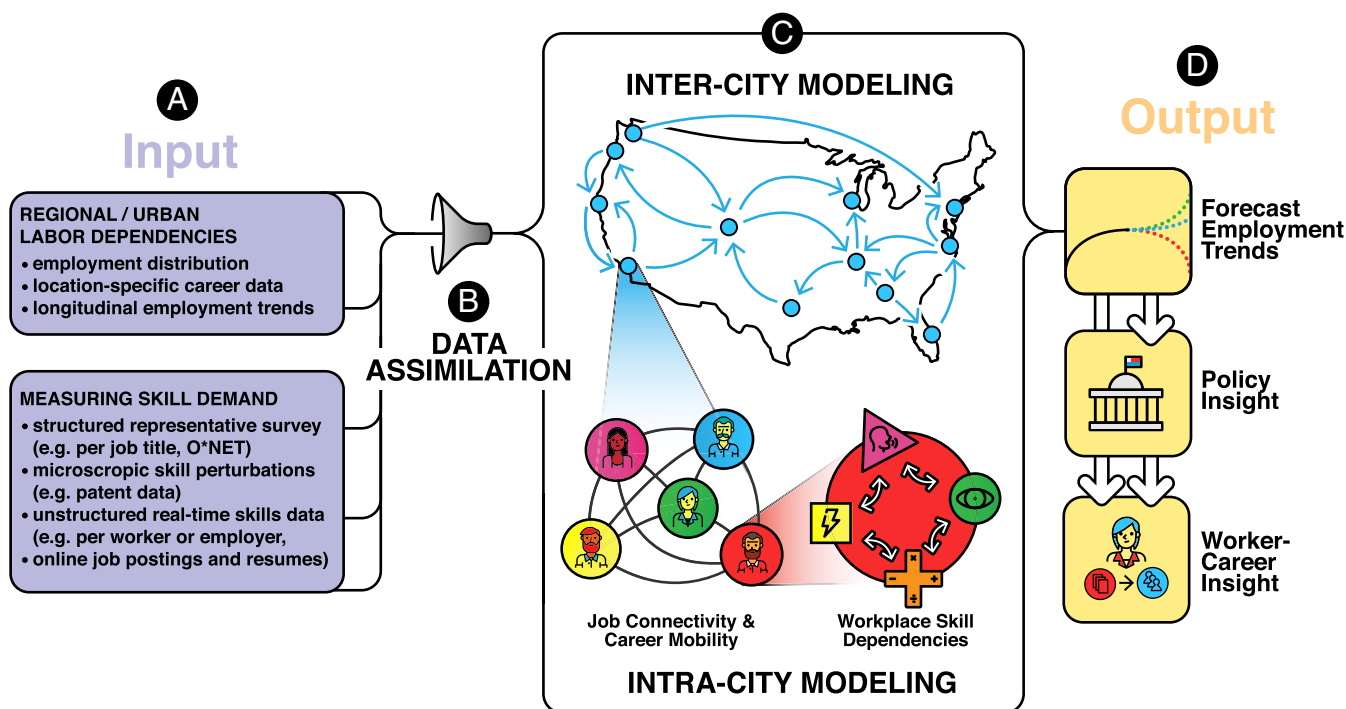 A
Input
REGIONAL / URBAN
LABOR DEPENDENCIES
• employment distribution
• location-specific career data
• longitudinal employment trends
MEASURING SKILL DEMAND
• structured representative survey
(e.g. per job title, O*NET)
• microscopic skill perturbations
(e.g. patent data)
• unstructured real-time skills data
(e.g. per worker or employer,
• online job postings and resumes)
B
DATA
ASSIMILATION
C
INTER-CITY MODELING
Job Connectivity &
Career Mobility
Workplace Skill
Dependencies
INTRA-CITY MODELING
D
Output
Forecast
Employment
Trends
Policy
Insight
Worker-
Career
Insight